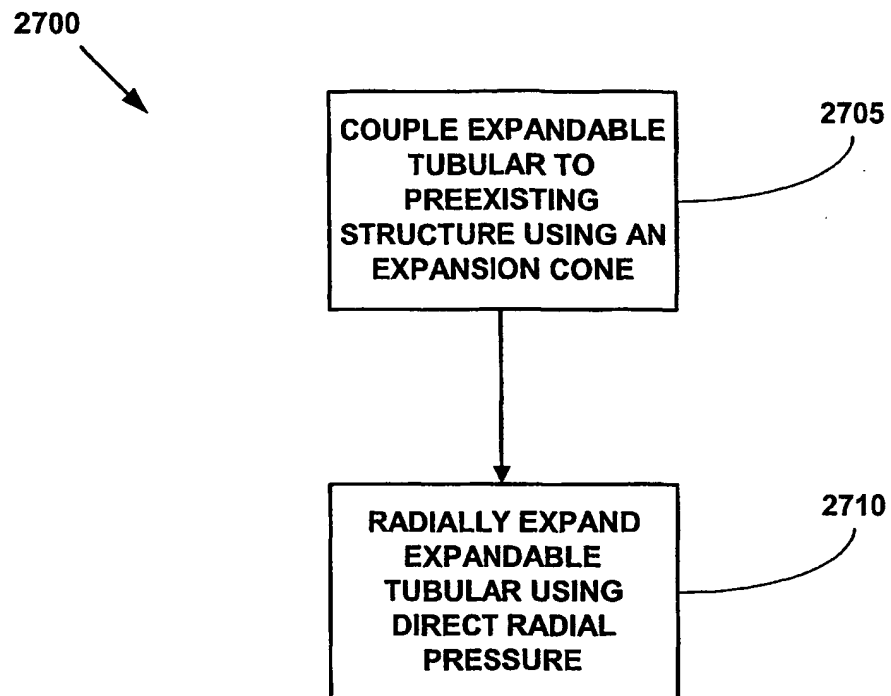 2700
COUPLE EXPANDABLE
TUBULAR TO
PREEXISTING
STRUCTURE USING AN
EXPANSION CONE
2705
RADIALLY EXPAND
EXPANDABLE
TUBULAR USING
DIRECT RADIAL
PRESSURE
2710